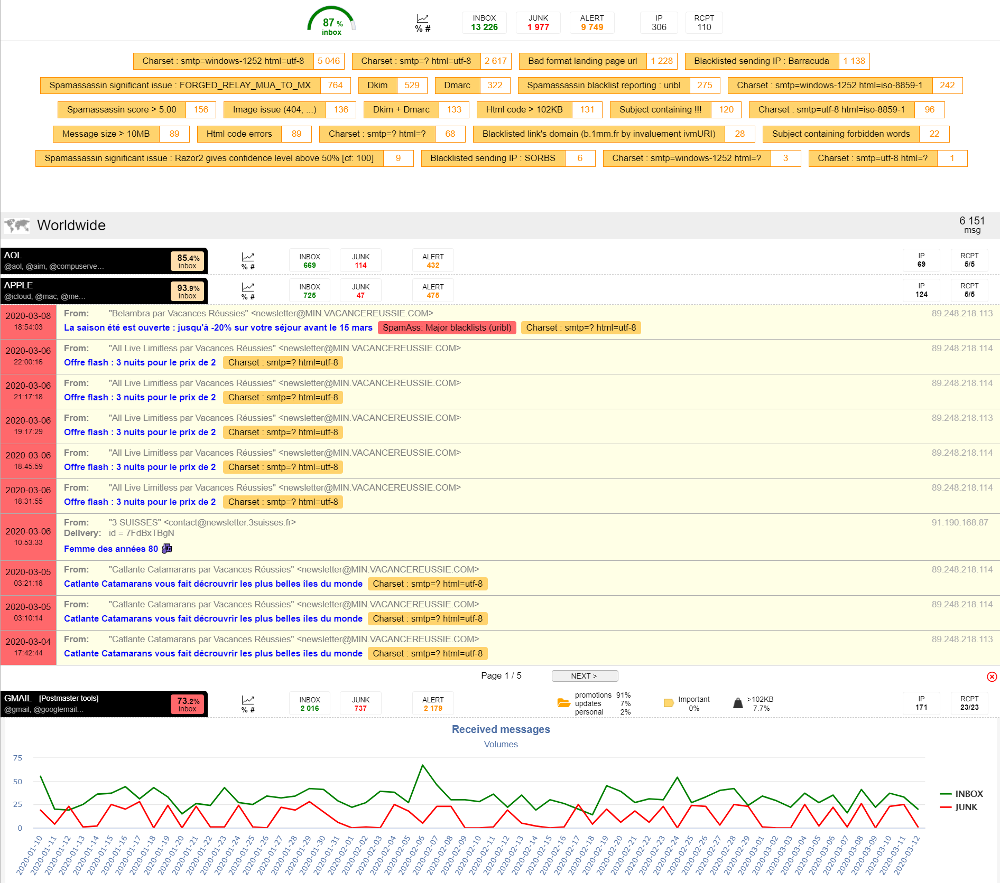 87 %
inbox
% #
INBOX
13 226
JUNK
1 977
ALERT
9 749
IP
306
RCPT
110
Charset : smtp=windows-1252 html=utf-8 5 046
Charset : smtp=? html=utf-8 2 617
Bad format landing page url 1 228
Blacklisted sending IP : Barracuda 1 138
Spamassassin significant issue : FORGED_RELAY_MUA_TO_MX 764
Dkim 529
Dmarc 322
Spamassassin blacklist reporting : uribl 275
Charset : smtp=windows-1252 html=iso-8859-1 242
Spamassassin score > 5.00 156
Image issue (404, ...) 136
Dkim + Dmarc 133
Html code > 102KB 131
Subject containing !!! 120
Charset : smtp=utf-8 html=iso-8859-1 96
Message size > 10MB 89
Html code errors 89
Charset : smtp=? html=? 68
Blacklisted link's domain (b.1mm.fr by invaluement ivmURI) 28
Subject containing forbidden words 22
Spamassassin significant issue : Razor2 gives confidence level above 50% [cf: 100] 9
Blacklisted sending IP : SORBS 6
Charset : smtp=windows-1252 html=? 3
Charset : smtp=utf-8 html=? 1
Worldwide
6 151
msg
AOL
@aol, @aim, @compuserve...
85.4%
inbox
% #
INBOX
669
JUNK
114
ALERT
432
IP
69
RCPT
5/5
APPLE
@icloud, @mac, @me...
93.9%
inbox
% #
INBOX
725
JUNK
47
ALERT
475
IP
124
RCPT
5/5
2020-03-08
18:54:03
From: "Belambra par Vacances Réussies" <newsletter@MIN.VACANCEREUSSIE.COM> 89.248.218.113
La saison été est ouverte : jusqu'à -20% sur votre séjour avant le 15 mars SpamAss: Major blacklists (uribl) Charset : smtp=? html=utf-8
2020-03-06
22:00:16
From: "All Live Limitless par Vacances Réussies" <newsletter@MIN.VACANCEREUSSIE.COM> 89.248.218.114
Offre flash : 3 nuits pour le prix de 2 Charset : smtp=? html=utf-8
2020-03-06
21:17:18
From: "All Live Limitless par Vacances Réussies" <newsletter@MIN.VACANCEREUSSIE.COM> 89.248.218.114
Offre flash : 3 nuits pour le prix de 2 Charset : smtp=? html=utf-8
2020-03-06
19:17:29
From: "All Live Limitless par Vacances Réussies" <newsletter@MIN.VACANCEREUSSIE.COM> 89.248.218.113
Offre flash : 3 nuits pour le prix de 2 Charset : smtp=? html=utf-8
2020-03-06
18:45:59
From: "All Live Limitless par Vacances Réussies" <newsletter@MIN.VACANCEREUSSIE.COM> 89.248.218.114
Offre flash : 3 nuits pour le prix de 2 Charset : smtp=? html=utf-8
2020-03-06
18:31:55
From: "All Live Limitless par Vacances Réussies" <newsletter@MIN.VACANCEREUSSIE.COM> 89.248.218.114
Offre flash : 3 nuits pour le prix de 2 Charset : smtp=? html=utf-8
2020-03-06
10:53:33
From: "3 SUISSES" <contact@newsletter.3suisses.fr> 91.190.168.87
Delivery: id = 7FdBxTBgN
Femme des années 80
2020-03-05
03:21:18
From: "Catlante Catamarans par Vacances Réussies" <newsletter@MIN.VACANCEREUSSIE.COM> 89.248.218.114
Catlante Catamarans vous fait décrouvrir les plus belles îles du monde Charset : smtp=? html=utf-8
2020-03-05
03:10:14
From: "Catlante Catamarans par Vacances Réussies" <newsletter@MIN.VACANCEREUSSIE.COM> 89.248.218.114
Catlante Catamarans vous fait décrouvrir les plus belles îles du monde Charset : smtp=? html=utf-8
2020-03-04
17:42:44
From: "Catlante Catamarans par Vacances Réussies" <newsletter@MIN.VACANCEREUSSIE.COM> 89.248.218.113
Catlante Catamarans vous fait décrouvrir les plus belles îles du monde Charset : smtp=? html=utf-8
Page 1 / 5 NEXT >
GMAIL [Postmaster tools]
@gmail, @googlemail...
73.2%
inbox
% #
INBOX
2 016
JUNK
737
ALERT
2 179
promotions 91%
updates 7%
personal 2%
Important
0%
>102KB
7.7%
IP
171
RCPT
23/23
Received messages
Volumes
75
50
25
0
INBOX
JUNK
2020-01-10
2020-01-11
2020-01-12
2020-01-13
2020-01-14
2020-01-15
2020-01-16
2020-01-17
2020-01-18
2020-01-19
2020-01-20
2020-01-21
2020-01-22
2020-01-23
2020-01-24
2020-01-25
2020-01-26
2020-01-27
2020-01-28
2020-01-29
2020-01-30
2020-01-31
2020-02-01
2020-02-02
2020-02-03
2020-02-04
2020-02-05
2020-02-06
2020-02-07
2020-02-08
2020-02-09
2020-02-10
2020-02-11
2020-02-12
2020-02-13
2020-02-14
2020-02-15
2020-02-16
2020-02-17
2020-02-18
2020-02-19
2020-02-20
2020-02-21
2020-02-22
2020-02-23
2020-02-24
2020-02-25
2020-02-26
2020-02-27
2020-02-28
2020-02-29
2020-03-01
2020-03-02
2020-03-03
2020-03-04
2020-03-05
2020-03-06
2020-03-07
2020-03-08
2020-03-09
2020-03-10
2020-03-11
2020-03-12